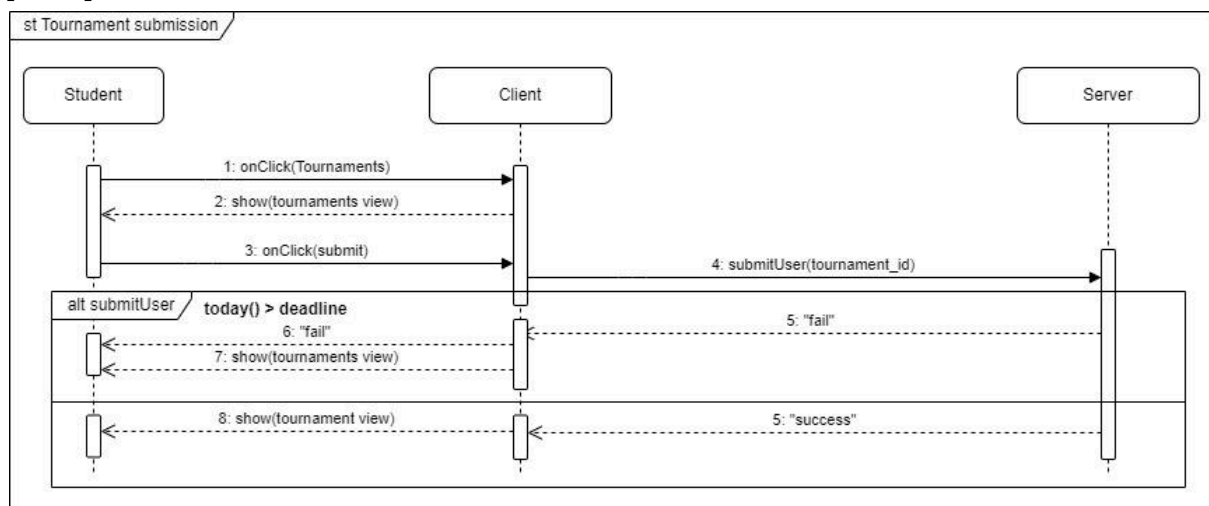 st Tournament submission
Student
Client
Server
1: onClick(Tournaments)
2: show(tournaments view)
3: onClick(submit)
4: submitUser(tournament_id)
alt submitUser
today() > deadline
5: "fail"
6: "fail"
7: show(tournaments view)
8: show(tournament view)
5: "success"